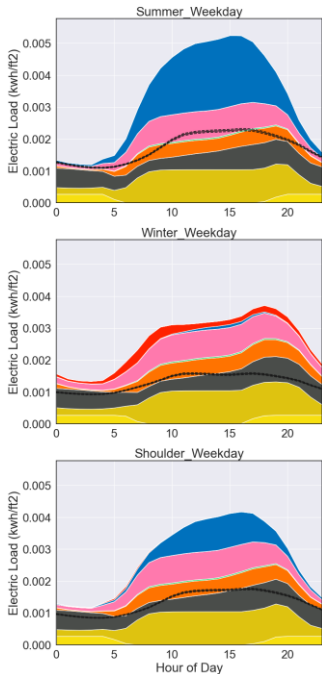 Summer_Weekday
Electric Load (kwh/ft2)
0.005
0.004
0.003
0.002
0.001
0.000
0 5 10 15 20
Winter_Weekday
Electric Load (kwh/ft2)
0.005
0.004
0.003
0.002
0.001
0.000
0 5 10 15 20
Shoulder_Weekday
Electric Load (kwh/ft2)
0.005
0.004
0.003
0.002
0.001
0.000
0 5 10 15 20
Hour of Day